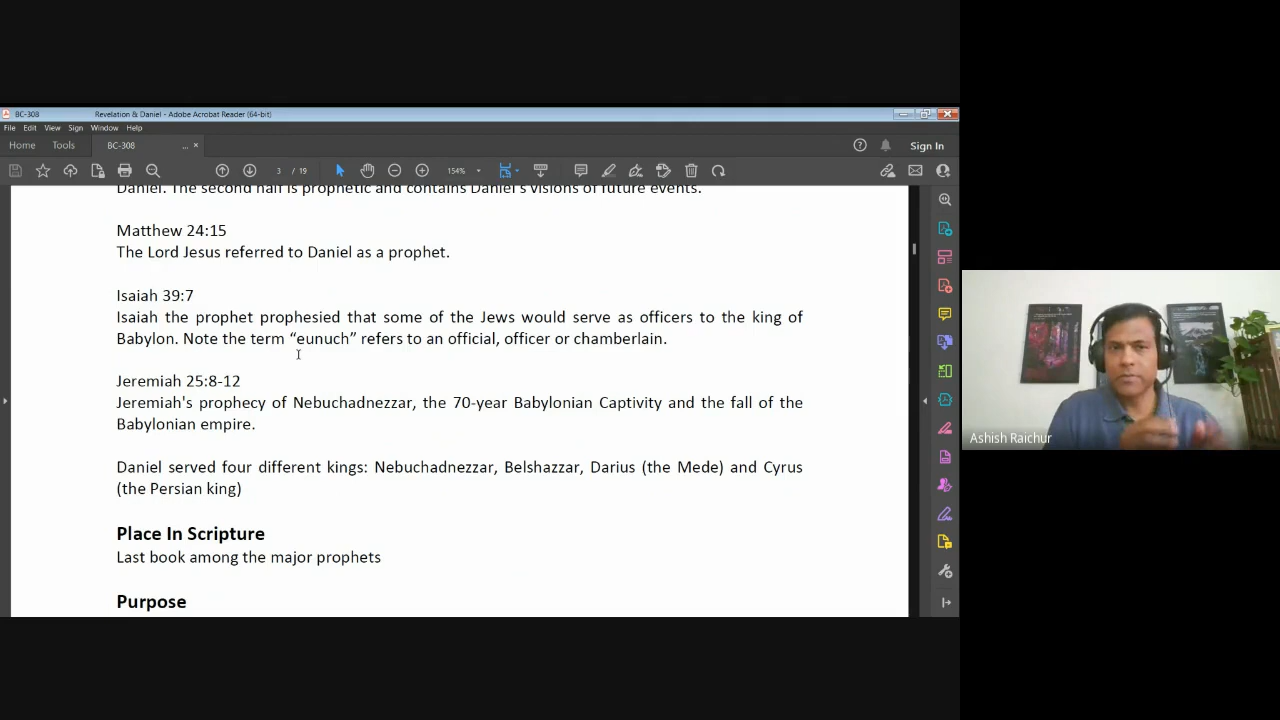 BC-308 Revelation & Daniel - Adobe Acrobat Reader (64-bit)
File Edit View Sign Window Help
Home Tools BC-308 ... × Sign In
3 / 19 154%
Daniel. The second half is prophetic and contains Daniel's visions of future events.
Matthew 24:15
The Lord Jesus referred to Daniel as a prophet.
Isaiah 39:7
Isaiah the prophet prophesied that some of the Jews would serve as officers to the king of
Babylon. Note the term “eunuch” refers to an official, officer or chamberlain.
Jeremiah 25:8-12
Jeremiah's prophecy of Nebuchadnezzar, the 70-year Babylonian Captivity and the fall of the
Babylonian empire.
Daniel served four different kings: Nebuchadnezzar, Belshazzar, Darius (the Mede) and Cyrus
(the Persian king)
Place In Scripture
Last book among the major prophets
Purpose
Ashish Raichur